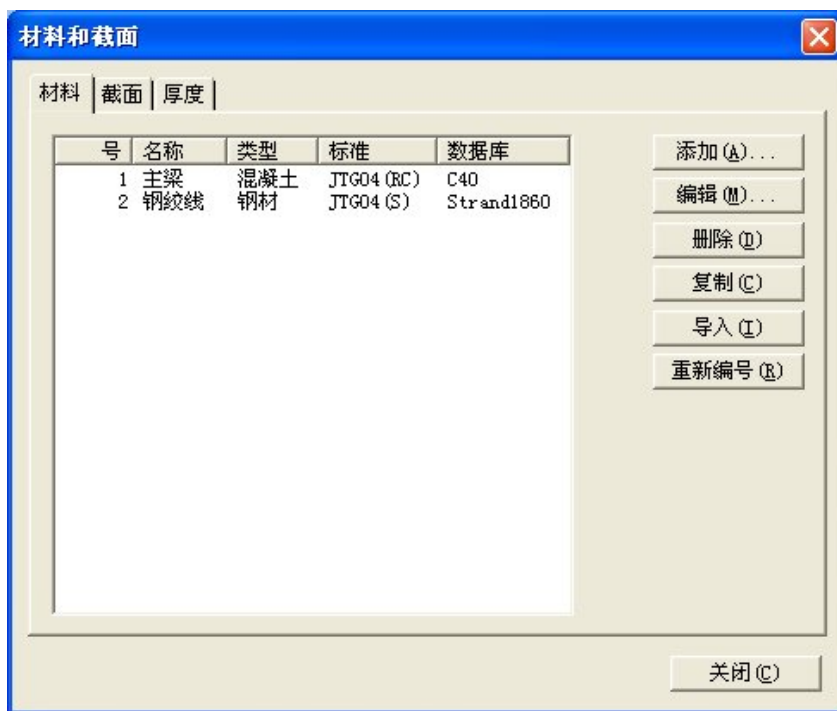 材料和截面
材料 截面 厚度
号 名称 类型 标准 数据库
1 主梁 混凝土 JTG04(RC) C40
2 钢绞线 钢材 JTG04(S) Strand1860
添加(A)...
编辑(M)...
删除(D)
复制(C)
导入(I)
重新编号(R)
关闭(C)